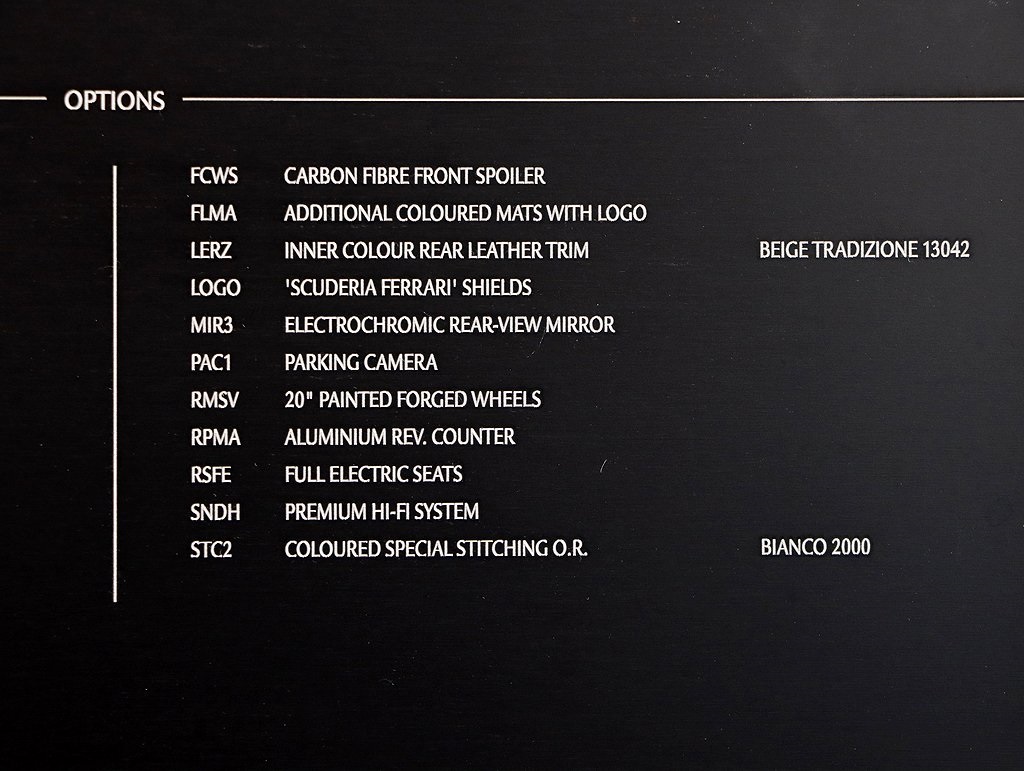 OPTIONS
FCWS CARBON FIBRE FRONT SPOILER
FLMA ADDITIONAL COLOURED MATS WITH LOGO
LERZ INNER COLOUR REAR LEATHER TRIM BEIGE TRADIZIONE 13042
LOGO 'SCUDERIA FERRARI' SHIELDS
MIR3 ELECTROCHROMIC REAR-VIEW MIRROR
PAC1 PARKING CAMERA
RMSV 20" PAINTED FORGED WHEELS
RPMA ALUMINIUM REV. COUNTER
RSFE FULL ELECTRIC SEATS
SNDH PREMIUM HI-FI SYSTEM
STC2 COLOURED SPECIAL STITCHING O.R. BIANCO 2000